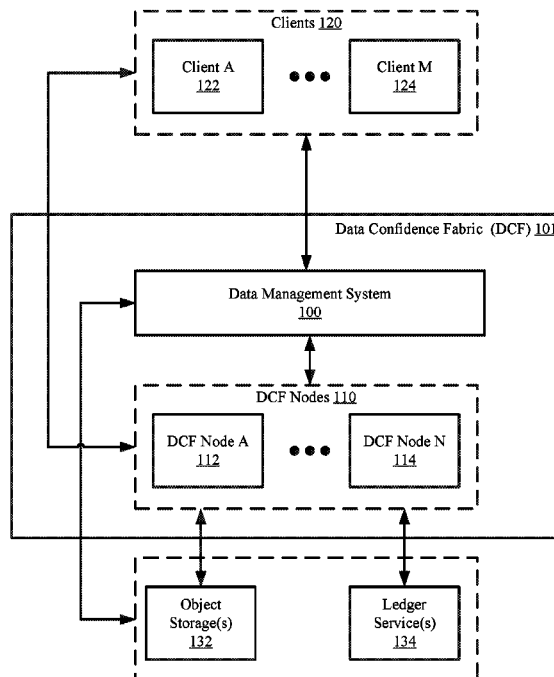 Clients 120
Client A
122
Client M
124
Data Confidence Fabric (DCF) 101
Data Management System
100
DCF Nodes 110
DCF Node A
112
DCF Node N
114
Object
Storage(s)
132
Ledger
Service(s)
134